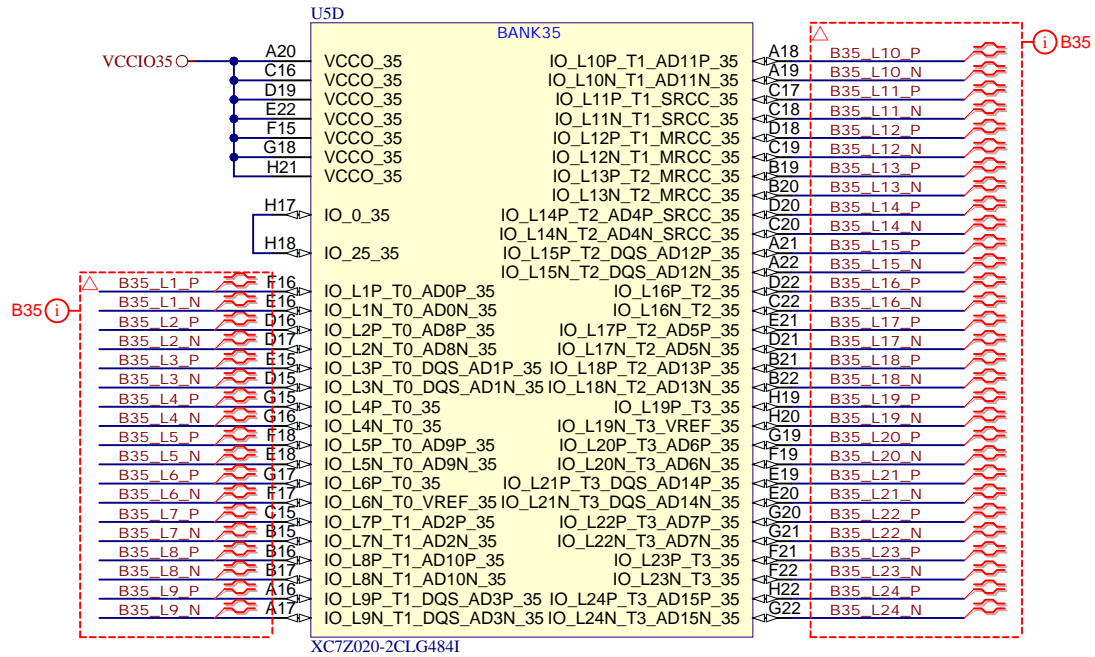 U5D
BANK35
VCCIO35
A20 VCCO_35
C16 VCCO_35
D19 VCCO_35
E22 VCCO_35
F15 VCCO_35
G18 VCCO_35
H21 VCCO_35
H17 IO_0_35
H18 IO_25_35
B35 i
B35_L1_P F16 IO_L1P_T0_AD0P_35
B35_L1_N E16 IO_L1N_T0_AD0N_35
B35_L2_P D16 IO_L2P_T0_AD8P_35
B35_L2_N D17 IO_L2N_T0_AD8N_35
B35_L3_P E15 IO_L3P_T0_DQS_AD1P_35
B35_L3_N D15 IO_L3N_T0_DQS_AD1N_35
B35_L4_P G15 IO_L4P_T0_35
B35_L4_N G16 IO_L4N_T0_35
B35_L5_P F18 IO_L5P_T0_AD9P_35
B35_L5_N E18 IO_L5N_T0_AD9N_35
B35_L6_P G17 IO_L6P_T0_35
B35_L6_N F17 IO_L6N_T0_VREF_35
B35_L7_P C15 IO_L7P_T1_AD2P_35
B35_L7_N B15 IO_L7N_T1_AD2N_35
B35_L8_P B16 IO_L8P_T1_AD10P_35
B35_L8_N B17 IO_L8N_T1_AD10N_35
B35_L9_P A16 IO_L9P_T1_DQS_AD3P_35
B35_L9_N A17 IO_L9N_T1_DQS_AD3N_35
IO_L10P_T1_AD11P_35 A18 B35_L10_P
IO_L10N_T1_AD11N_35 A19 B35_L10_N
IO_L11P_T1_SRCC_35 C17 B35_L11_P
IO_L11N_T1_SRCC_35 C18 B35_L11_N
IO_L12P_T1_MRCC_35 D18 B35_L12_P
IO_L12N_T1_MRCC_35 C19 B35_L12_N
IO_L13P_T2_MRCC_35 B19 B35_L13_P
IO_L13N_T2_MRCC_35 B20 B35_L13_N
IO_L14P_T2_AD4P_SRCC_35 D20 B35_L14_P
IO_L14N_T2_AD4N_SRCC_35 C20 B35_L14_N
IO_L15P_T2_DQS_AD12P_35 A21 B35_L15_P
IO_L15N_T2_DQS_AD12N_35 A22 B35_L15_N
IO_L16P_T2_35 D22 B35_L16_P
IO_L16N_T2_35 C22 B35_L16_N
IO_L17P_T2_AD5P_35 E21 B35_L17_P
IO_L17N_T2_AD5N_35 D21 B35_L17_N
IO_L18P_T2_AD13P_35 B21 B35_L18_P
IO_L18N_T2_AD13N_35 B22 B35_L18_N
IO_L19P_T3_35 H19 B35_L19_P
IO_L19N_T3_VREF_35 H20 B35_L19_N
IO_L20P_T3_AD6P_35 G19 B35_L20_P
IO_L20N_T3_AD6N_35 F19 B35_L20_N
IO_L21P_T3_DQS_AD14P_35 E19 B35_L21_P
IO_L21N_T3_DQS_AD14N_35 E20 B35_L21_N
IO_L22P_T3_AD7P_35 G20 B35_L22_P
IO_L22N_T3_AD7N_35 G21 B35_L22_N
IO_L23P_T3_35 F21 B35_L23_P
IO_L23N_T3_35 F22 B35_L23_N
IO_L24P_T3_AD15P_35 H22 B35_L24_P
IO_L24N_T3_AD15N_35 G22 B35_L24_N
i B35
XC7Z020-2CLG484I